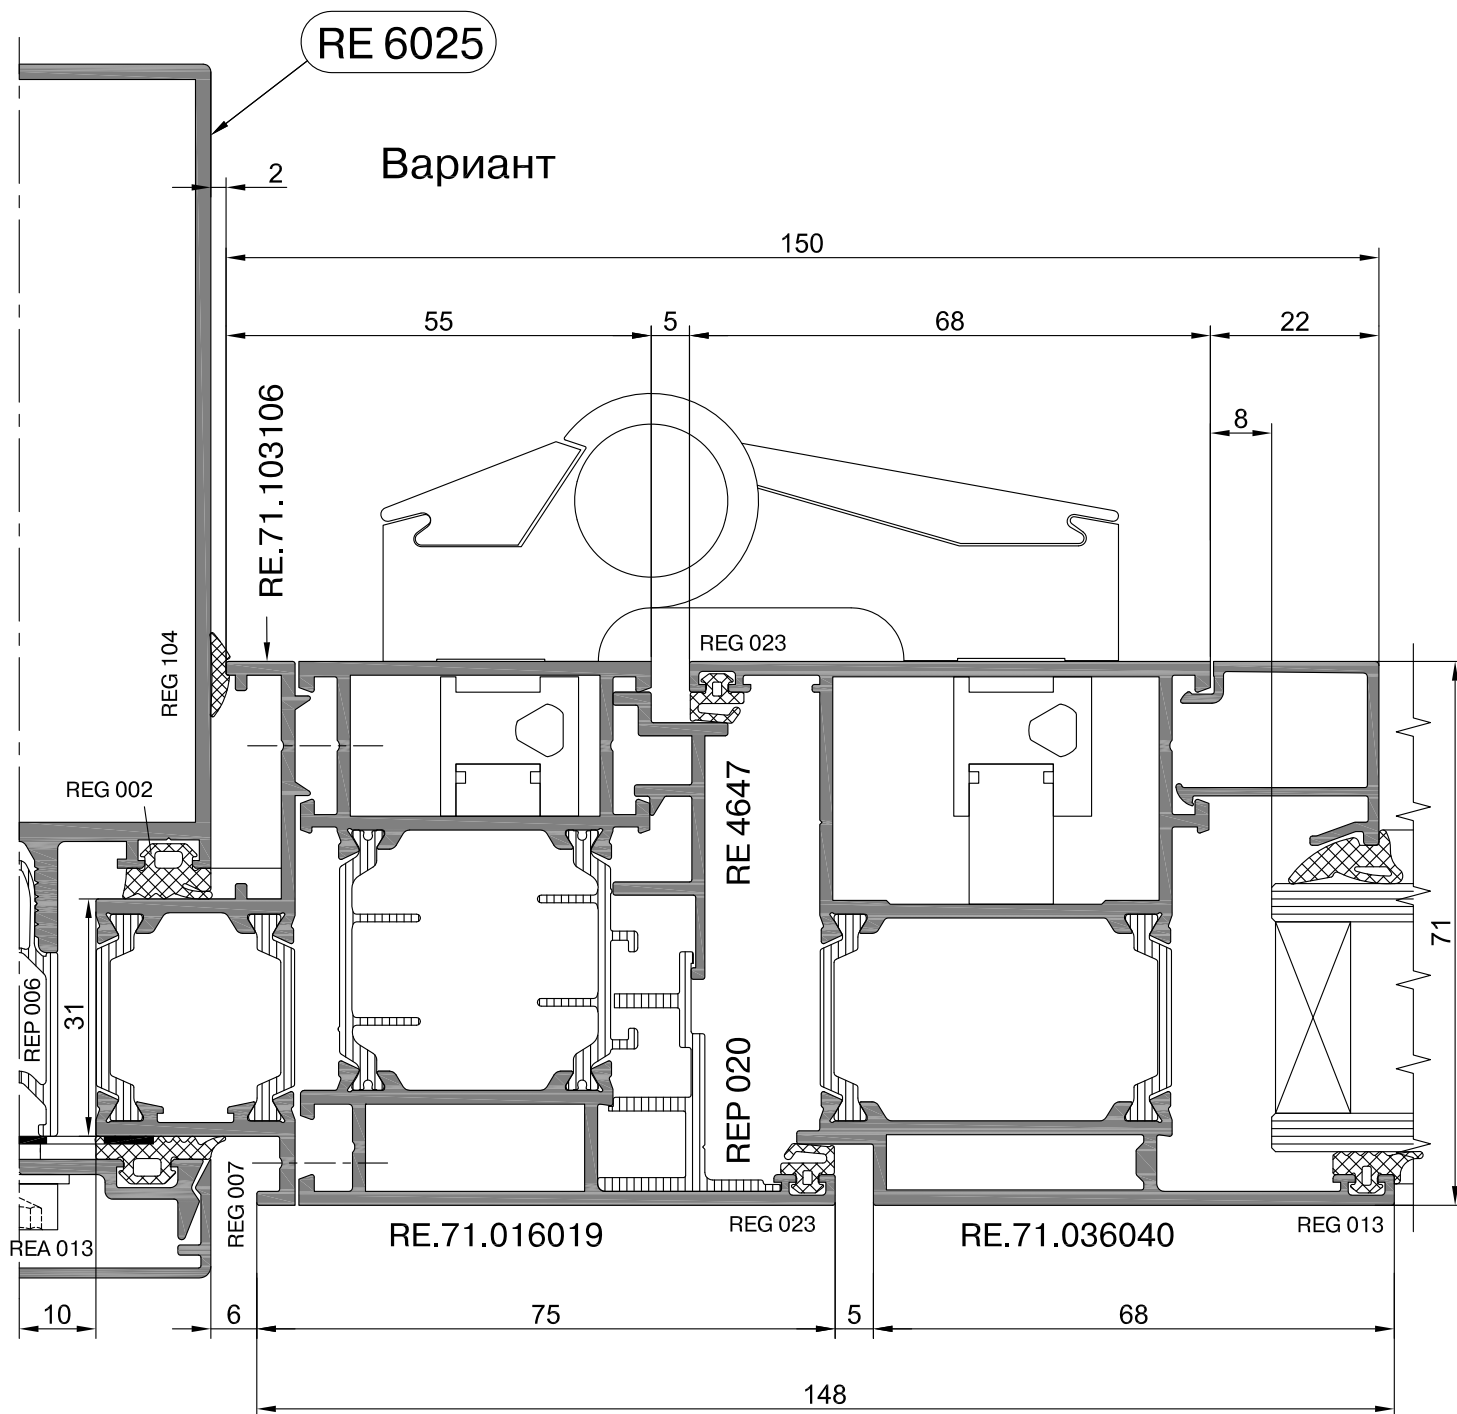 RE 6025
Вариант
2
150
55
5
68
22
8
RE.71.103106
REG 104
REG 023
REG 002
RE 4647
71
REP 006
31
REP 020
REG 007
REA 013
RE.71.016019
REG 023
RE.71.036040
REG 013
10
6
75
5
68
148